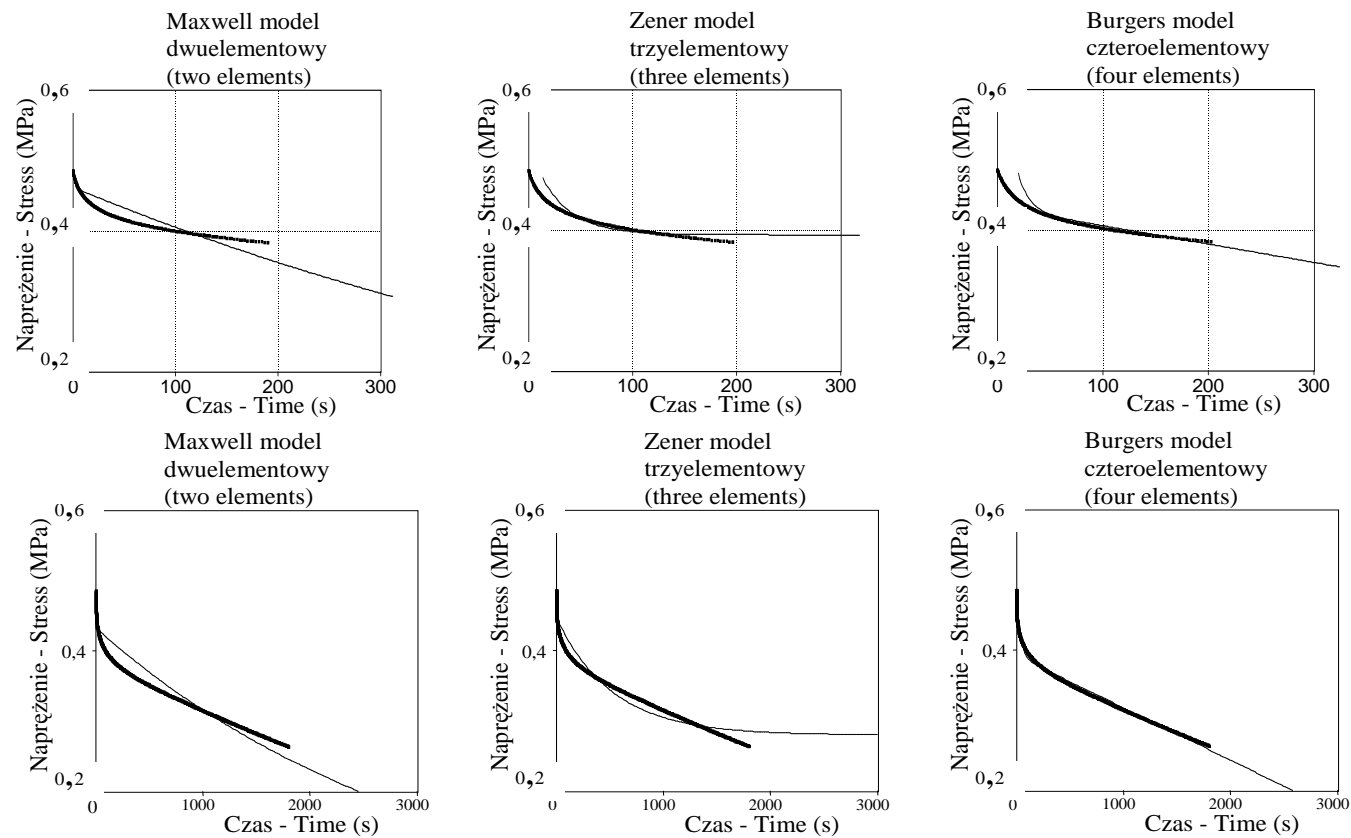 Maxwell model
dwuelementowy
(two elements)
0,6
0,4
0,2
Naprężenie - Stress (MPa)
0
100
200
300
Czas - Time (s)
Zener model
trzyelementowy
(three elements)
0,6
0,4
0,2
Naprężenie - Stress (MPa)
0
100
200
300
Czas - Time (s)
Burgers model
czteroelementowy
(four elements)
0,6
0,4
0,2
Naprężenie - Stress (MPa)
0
100
200
300
Czas - Time (s)
Maxwell model
dwuelementowy
(two elements)
0,6
0,4
0,2
Naprężenie - Stress (MPa)
0
1000
2000
3000
Czas - Time (s)
Zener model
trzyelementowy
(three elements)
0,6
0,4
0,2
Naprężenie - Stress (MPa)
0
1000
2000
3000
Czas - Time (s)
Burgers model
czteroelementowy
(four elements)
0,6
0,4
0,2
Naprężenie - Stress (MPa)
0
1000
2000
3000
Czas - Time (s)